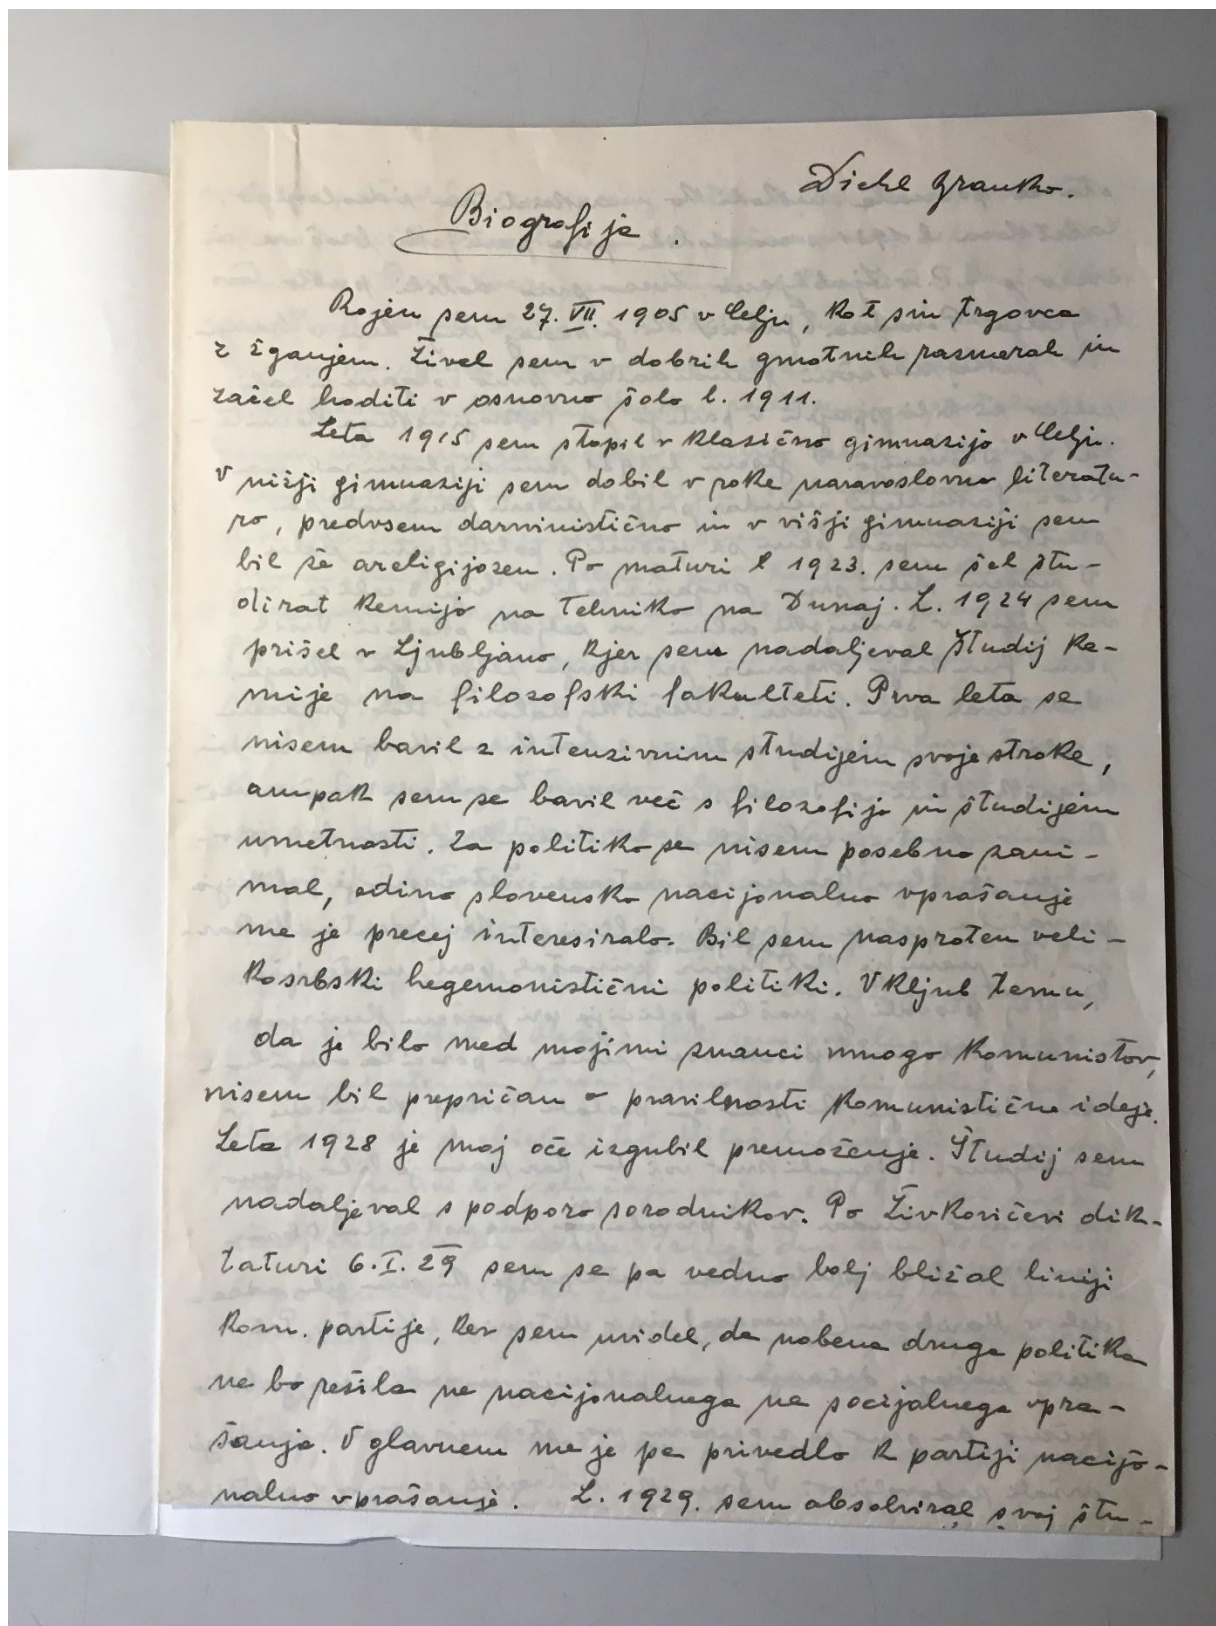 Diehl Branko.
Biografija.
Rojen sem 27. VII. 1905 v Celju, kot sin trgovca
z žganjem. Živel sem v dobrih gmotnih razmerah in
začel hoditi v osnovno šolo l. 1911.
Leta 1915 sem stopil v klasično gimnazijo v Celju.
V nižji gimnaziji sem dobil v roke naravoslovno literatu-
ro, predvsem darvinistično in v višji gimnaziji sem
bil že areligijozen. Po maturi l 1923. sem šel štu-
dirat kemijo na tehniko na Dunaj. L. 1924 sem
prišel v Ljubljano, kjer sem nadaljeval študij ke-
mije na filozofski fakulteti. Prva leta se
nisem bavil z intenzivnim studijem svoje stroke,
ampak sem se bavil več s filozofijo in študijem
umetnosti. Za politiko se nisem posebno zani-
mal, edino slovensko nacijonalno vprašanje
me je precej interesiralo. Bil sem nasproten veli-
kosrbski hegemonistični politiki. Vkljub temu,
da je bilo med mojimi znanci mnogo komunistov,
nisem bil prepričan o pravilnosti komunistične ideje.
Leta 1928 je moj oče izgubil premoženje. Študij sem
nadaljeval s podporo sorodnikov. Po Živkovićevi dik-
taturi 6. I. 29 sem se pa vedno bolj bližal liniji
kom. partije, ker sem uvidel, da nobena druga politika
ne bo rešila ne nacijonalnega ne socijalnega vpra-
šanja. V glavnem me je pa privedlo k partiji nacijo-
nalno vprašanje. L. 1929. sem absolviral svoj štu-